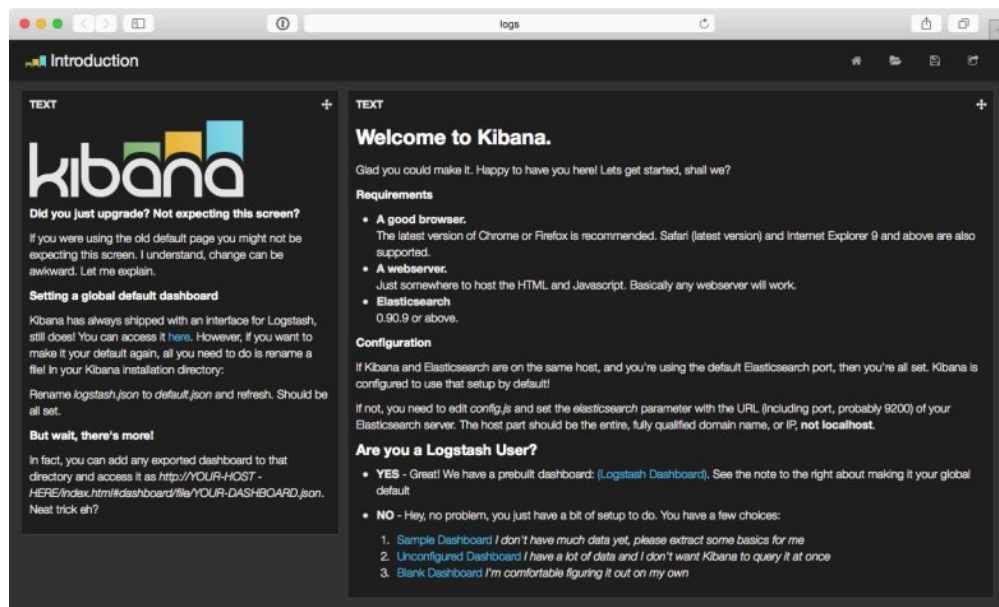 logs
Introduction
TEXT
kibana
Did you just upgrade? Not expecting this screen?
If you were using the old default page you might not be
expecting this screen. I understand, change can be
awkward. Let me explain.
Setting a global default dashboard
Kibana has always shipped with an interface for Logstash,
still does! You can access it here. However, if you want to
make it your default again, all you need to do is rename a
file! In your Kibana installation directory:
Rename logstash.json to default.json and refresh. Should be
all set.
But wait, there's more!
In fact, you can add any exported dashboard to that
directory and access it as http://YOUR-HOST -
HERE/index.html#dashboard/file/YOUR-DASHBOARD.json.
Neat trick eh?
TEXT
Welcome to Kibana.
Glad you could make it. Happy to have you here! Lets get started, shall we?
Requirements
• A good browser.
The latest version of Chrome or Firefox is recommended. Safari (latest version) and Internet Explorer 9 and above are also
supported.
• A webserver.
Just somewhere to host the HTML and Javascript. Basically any webserver will work.
• Elasticsearch
0.90.9 or above.
Configuration
If Kibana and Elasticsearch are on the same host, and you're using the default Elasticsearch port, then you're all set. Kibana is
configured to use that setup by default!
If not, you need to edit config.js and set the elasticsearch parameter with the URL (including port, probably 9200) of your
Elasticsearch server. The host part should be the entire, fully qualified domain name, or IP, not localhost.
Are you a Logstash User?
• YES - Great! We have a prebuilt dashboard: (Logstash Dashboard). See the note to the right about making it your global
default
• NO - Hey, no problem, you just have a bit of setup to do. You have a few choices:
1. Sample Dashboard I don't have much data yet, please extract some basics for me
2. Unconfigured Dashboard I have a lot of data and I don't want Kibana to query it at once
3. Blank Dashboard I'm comfortable figuring it out on my own